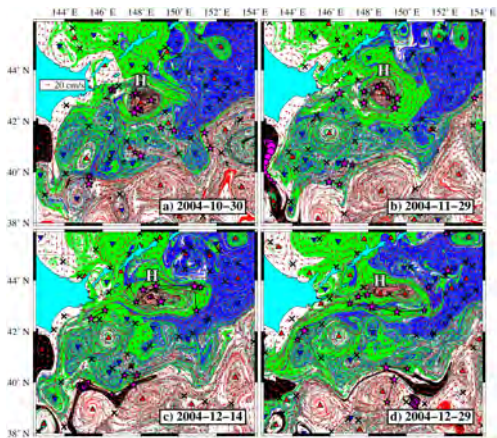 144° E 146° E 148° E 150° E 152° E 144° E 146° E 148° E 150° E 152° E 154° E
44° N
42° N
40° N
38° N
20 cm/s
H
a) 2004-10-30
H
b) 2004-11-29
44° N
42° N
40° N
38° N
H
c) 2004-12-14
H
d) 2004-12-29